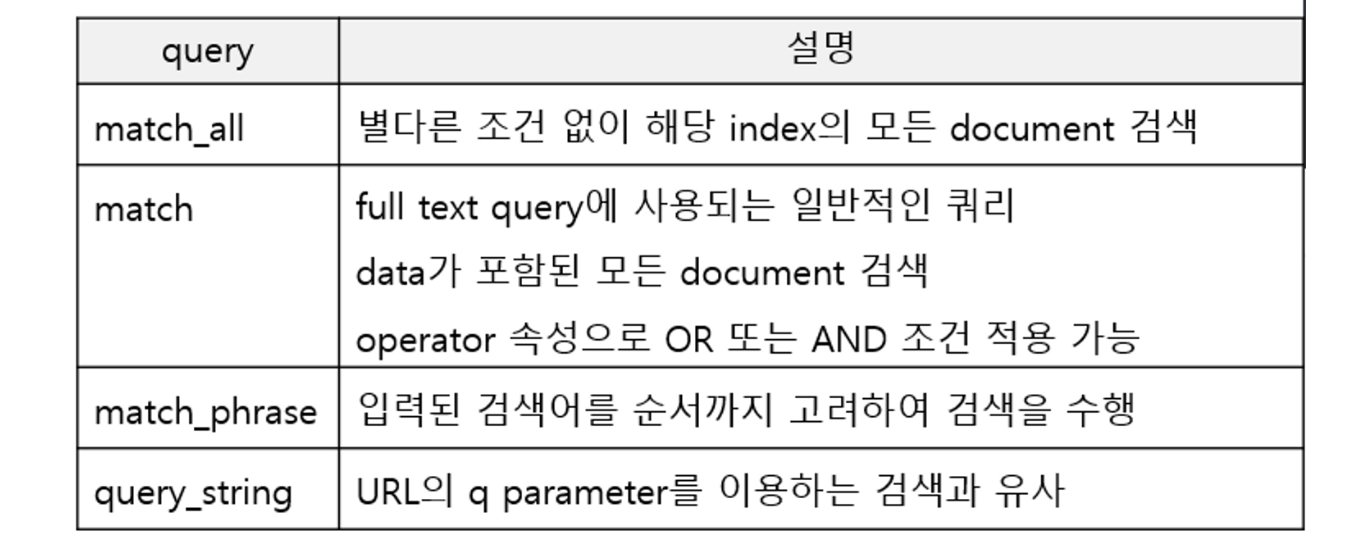 query 설명
match_all 별다른 조건 없이 해당 index의 모든 document 검색
match full text query에 사용되는 일반적인 쿼리
data가 포함된 모든 document 검색
operator 속성으로 OR 또는 AND 조건 적용 가능
match_phrase 입력된 검색어를 순서까지 고려하여 검색을 수행
query_string URL의 q parameter를 이용하는 검색과 유사